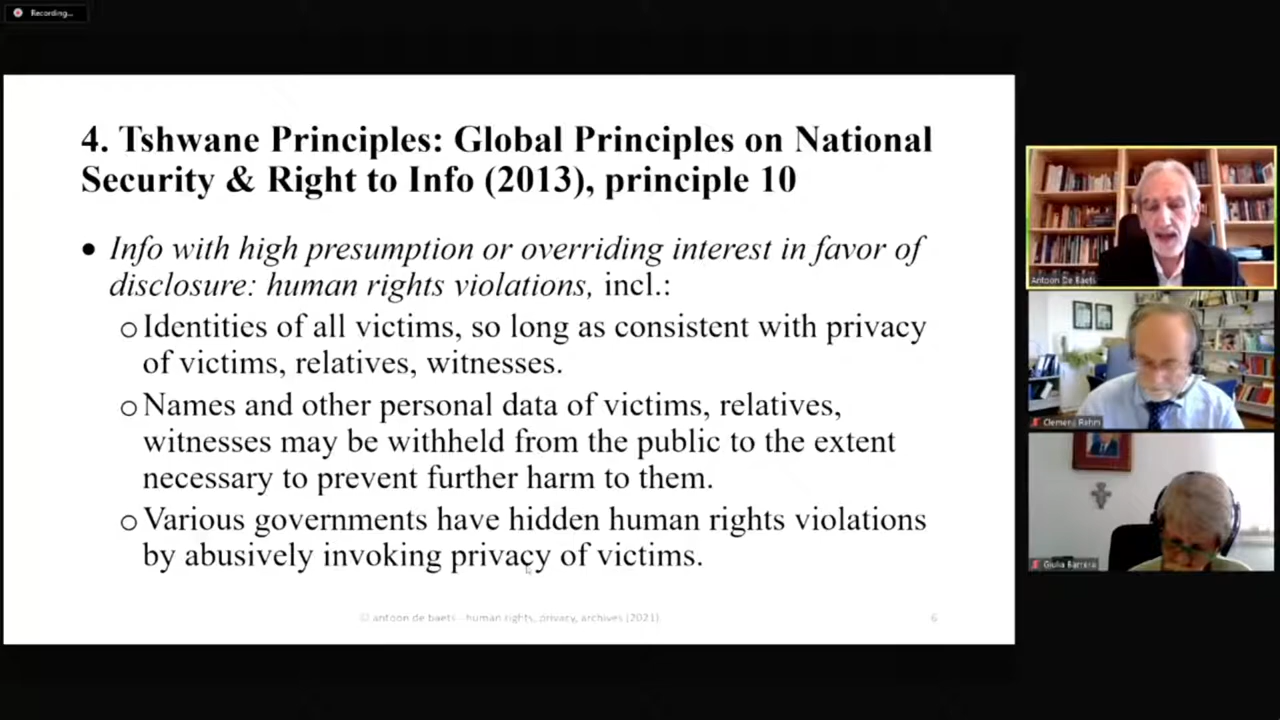 Recording...
4. Tshwane Principles: Global Principles on National
Security & Right to Info (2013), principle 10
● Info with high presumption or overriding interest in favor of
disclosure: human rights violations, incl.:
o Identities of all victims, so long as consistent with privacy
of victims, relatives, witnesses.
o Names and other personal data of victims, relatives,
witnesses may be withheld from the public to the extent
necessary to prevent further harm to them.
o Various governments have hidden human rights violations
by abusively invoking privacy of victims.
© antoon de baets - human rights, privacy, archives (2021)
6
Antoon De Baets
Clemens Rehm
Giulia Barrera